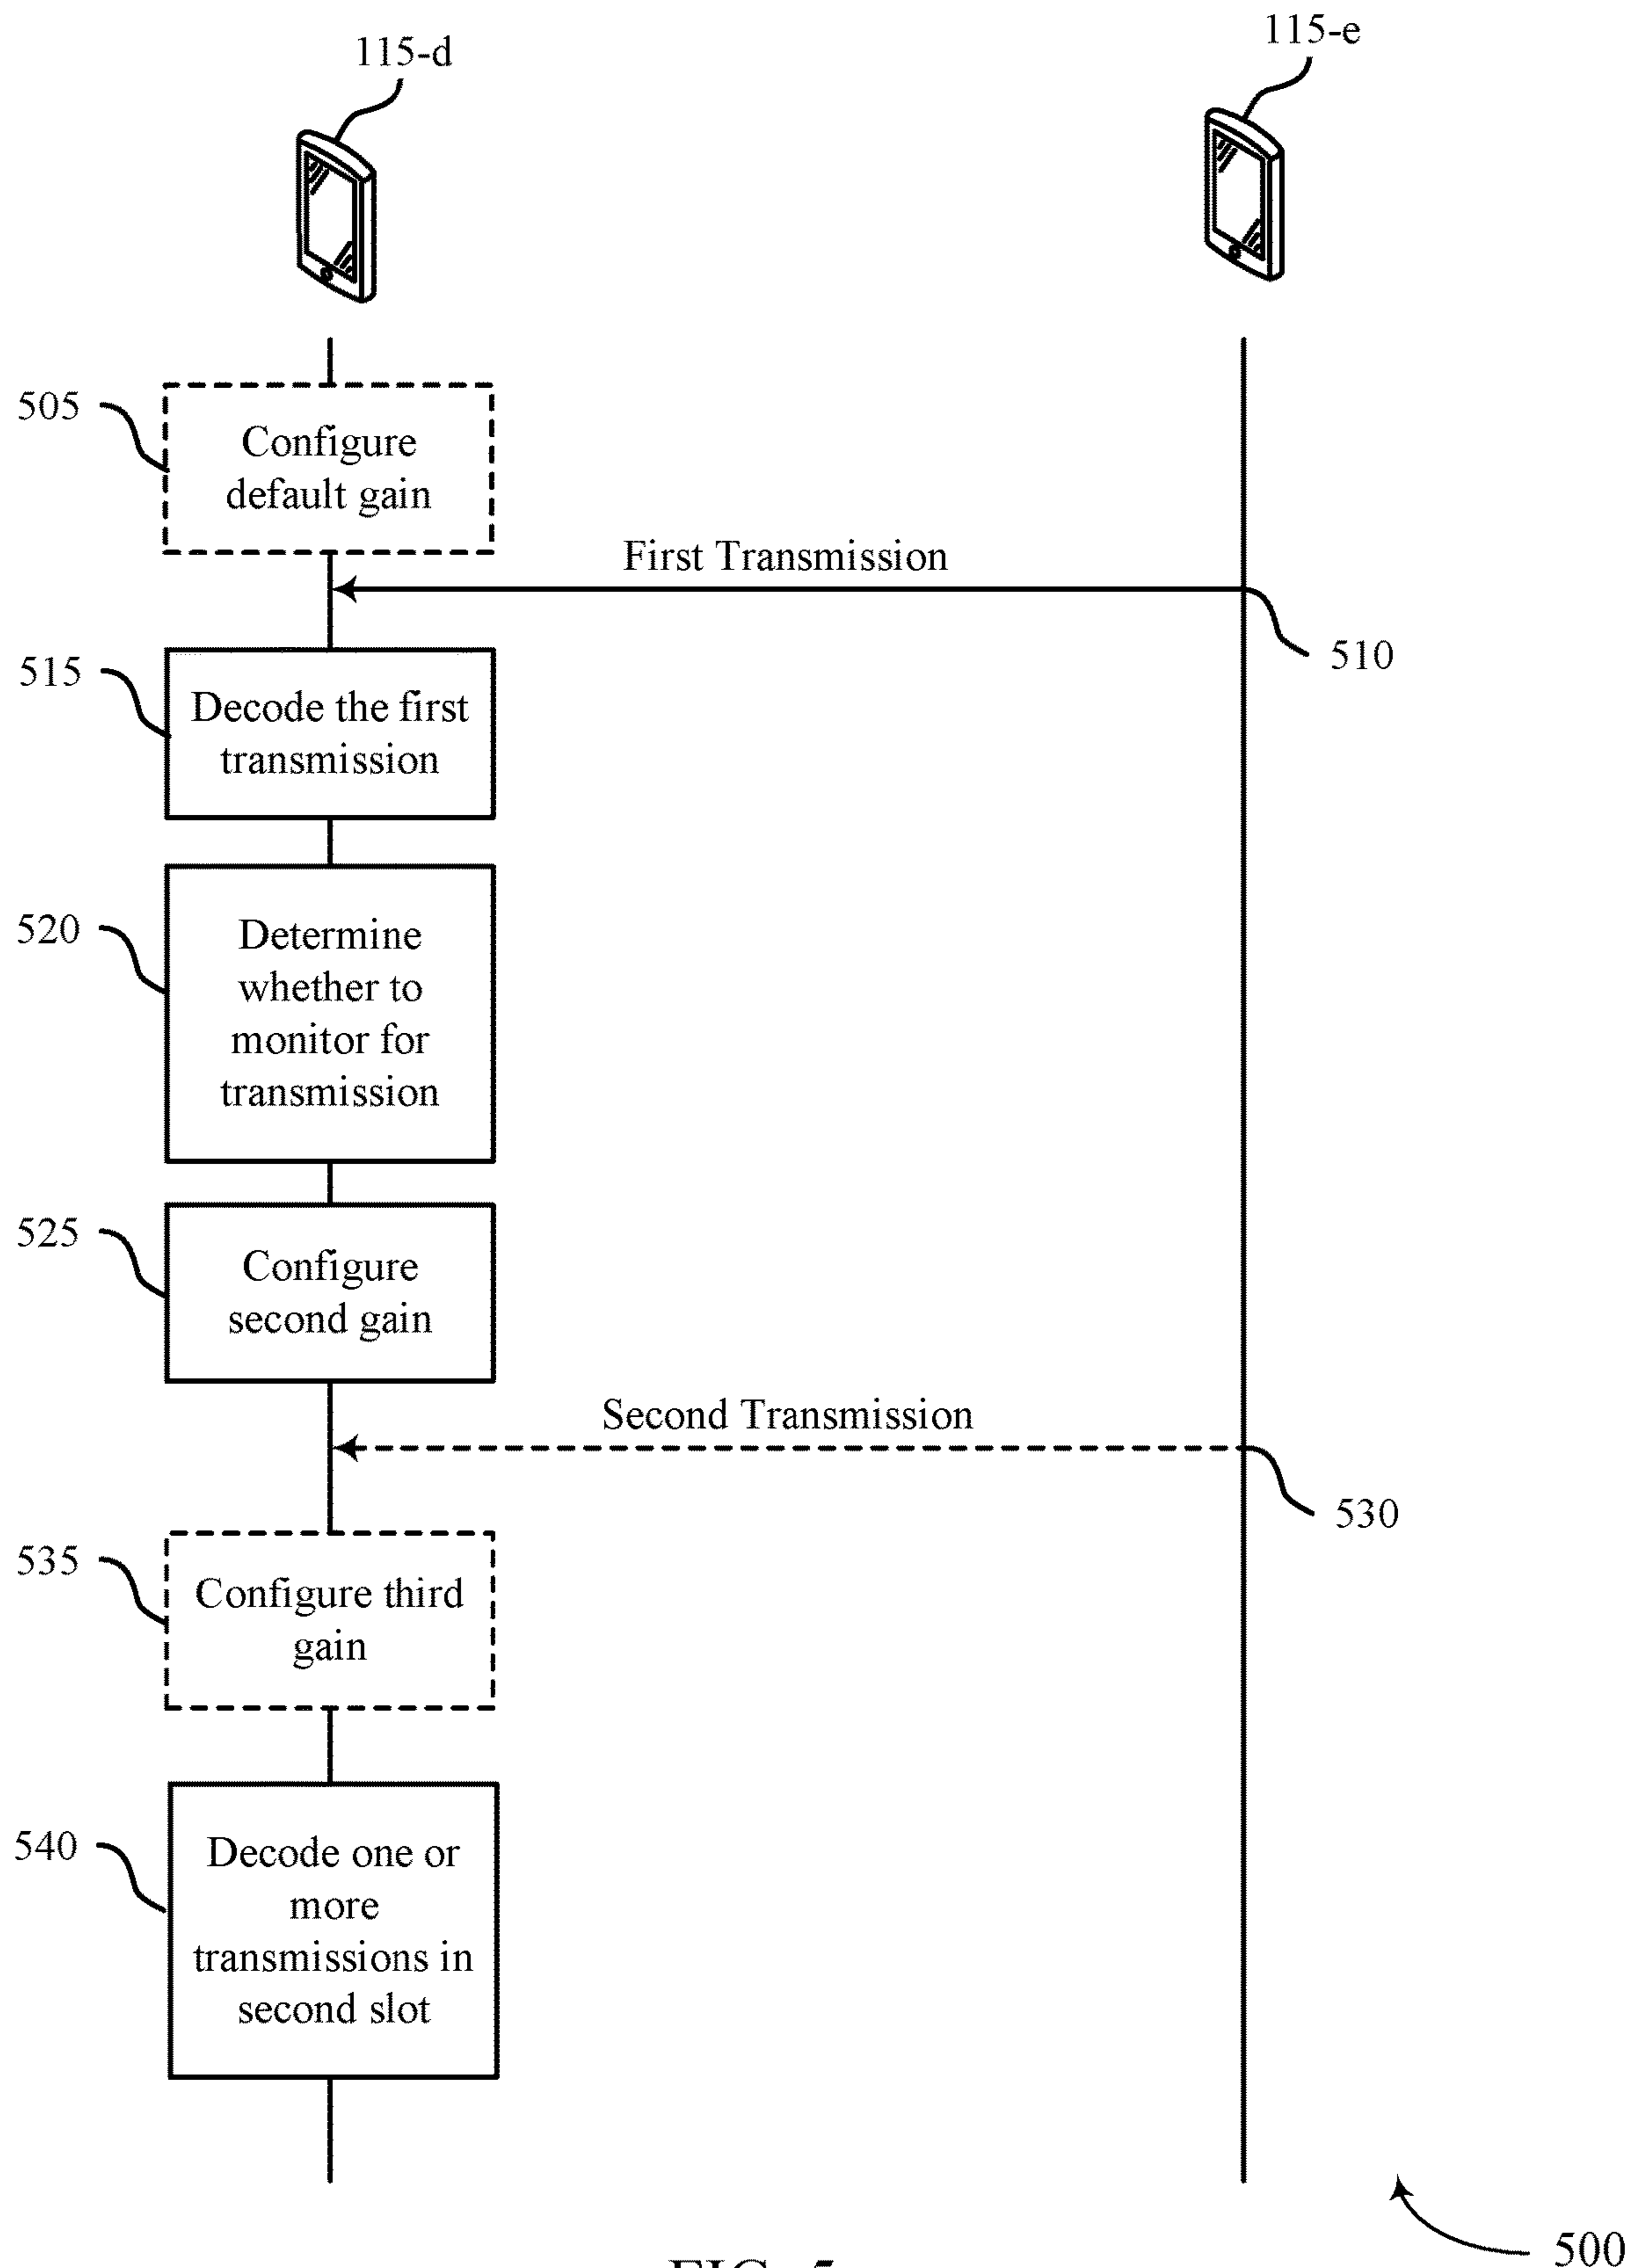 115-d
115-e
505
Configure
default gain
First Transmission
510
515
Decode the first
transmission
520
Determine
whether to
monitor for
transmission
525
Configure
second gain
Second Transmission
530
535
Configure third
gain
540
Decode one or
more
transmissions in
second slot
500